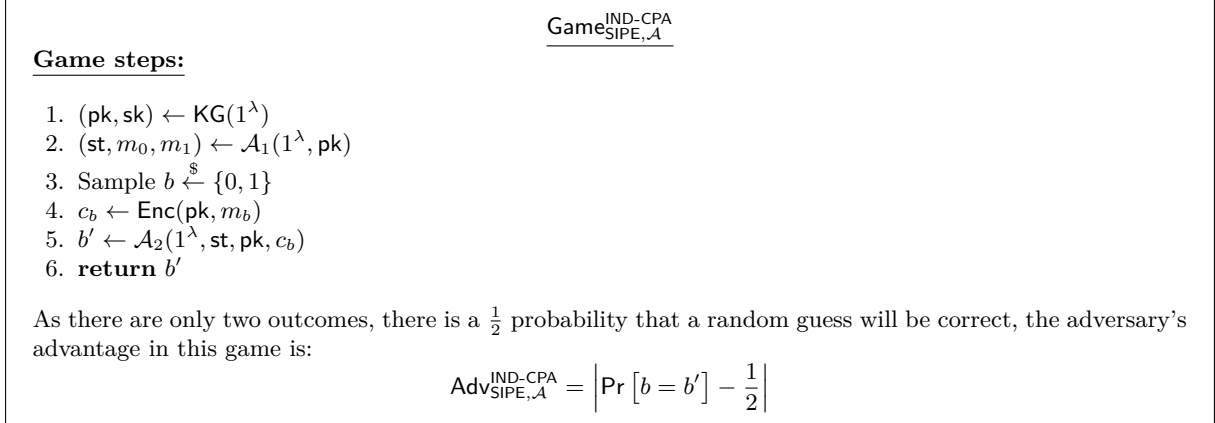 Game^{IND-CPA}_{SIPE,𝒜}
Game steps:
1. (pk, sk) ← KG(1^λ)
2. (st, m_0, m_1) ← 𝒜_1(1^λ, pk)
3. Sample b ←^$ {0, 1}
4. c_b ← Enc(pk, m_b)
5. b′ ← 𝒜_2(1^λ, st, pk, c_b)
6. return b′
As there are only two outcomes, there is a 1/2 probability that a random guess will be correct, the adversary's
advantage in this game is:
Adv^{IND-CPA}_{SIPE,𝒜} = |Pr [b = b′] − 1/2|